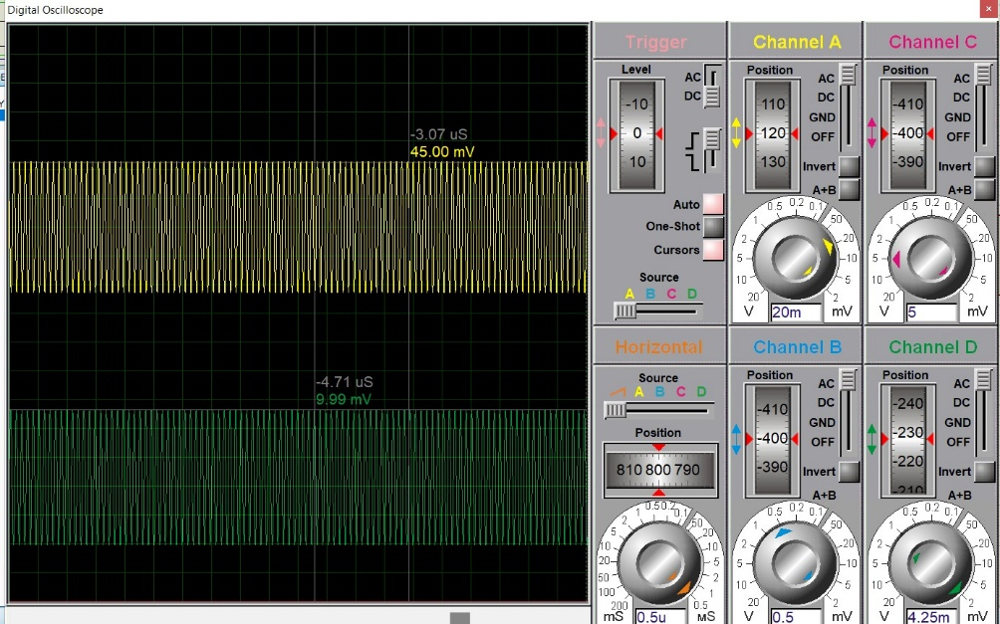 Digital Oscilloscope
-3.07 uS
45.00 mV
-4.71 uS
9.99 mV
Trigger
Level
-10
0
10
AC
DC
Auto
One-Shot
Cursors
Source
A B C D
Channel A
Position
110
120
130
AC
DC
GND
OFF
Invert
A+B
0.5 0.2 0.1
1 50
2 20
5 10
10 5
20 2
V 20m mV
Channel C
Position
-410
-400
-390
AC
DC
GND
OFF
Invert
A+B
0.5 0.2 0.1
1 50
2 20
5 10
10 5
20 2
V 5 mV
Horizontal
Source
A B C D
Position
810 800 790
1 0.5 0.2 0.1
2 50
5 20
10 10
20 5
50 2
100 1
200 0.5
mS 0.5u мS
Channel B
Position
-410
-400
-390
AC
DC
GND
OFF
Invert
A+B
0.5 0.2 0.1
1 50
2 20
5 10
10 5
20 2
V 0.5 mV
Channel D
Position
-240
-230
-220
-210
AC
DC
GND
OFF
Invert
A+B
0.5 0.2 0.1
1 50
2 20
5 10
10 5
20 2
V 4.25m mV